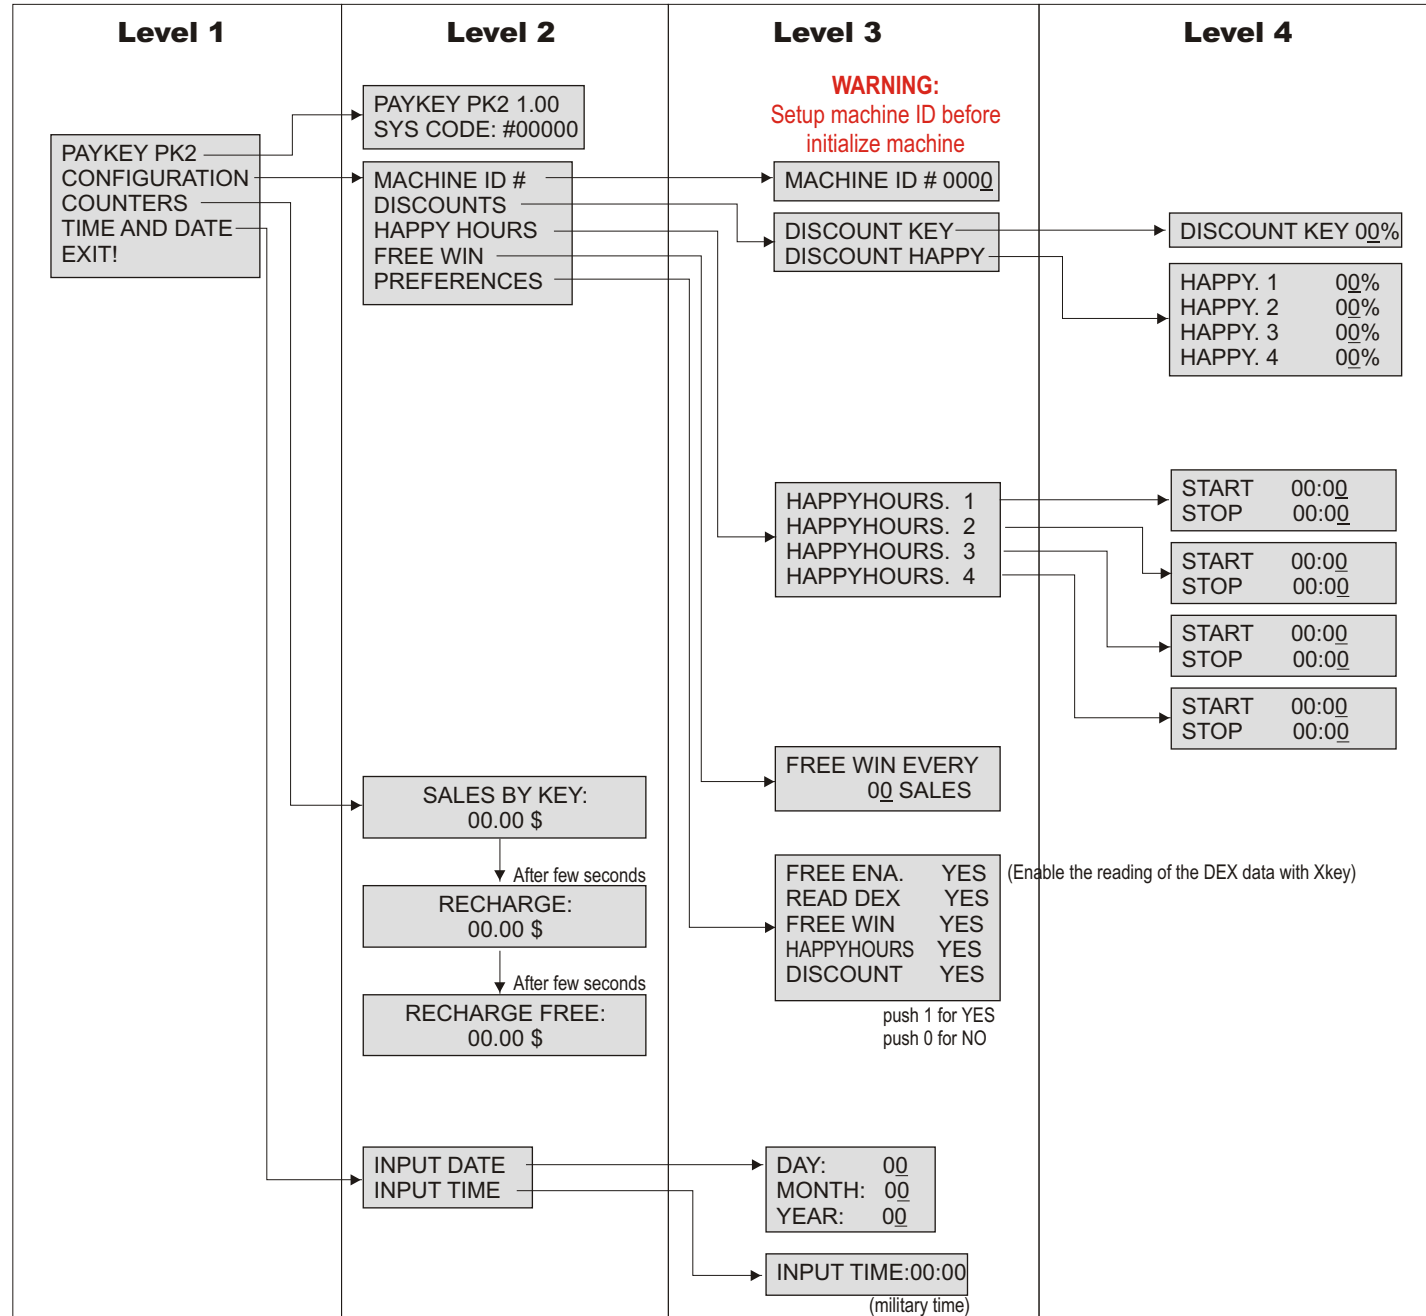 Level 1
Level 2
Level 3
Level 4
PAYKEY PK2
CONFIGURATION
COUNTERS
TIME AND DATE
EXIT!
PAYKEY PK2 1.00
SYS CODE: #00000
MACHINE ID #
DISCOUNTS
HAPPY HOURS
FREE WIN
PREFERENCES
WARNING:
Setup machine ID before
initialize machine
MACHINE ID # 0000
DISCOUNT KEY
DISCOUNT HAPPY
DISCOUNT KEY 00%
HAPPY. 1 00%
HAPPY. 2 00%
HAPPY. 3 00%
HAPPY. 4 00%
HAPPYHOURS. 1
HAPPYHOURS. 2
HAPPYHOURS. 3
HAPPYHOURS. 4
START 00:00
STOP 00:00
START 00:00
STOP 00:00
START 00:00
STOP 00:00
START 00:00
STOP 00:00
FREE WIN EVERY
00 SALES
SALES BY KEY:
00.00 $
After few seconds
RECHARGE:
00.00 $
After few seconds
RECHARGE FREE:
00.00 $
FREE ENA. YES
READ DEX YES
FREE WIN YES
HAPPYHOURS YES
DISCOUNT YES
(Enable the reading of the DEX data with Xkey)
push 1 for YES
push 0 for NO
INPUT DATE
INPUT TIME
DAY: 00
MONTH: 00
YEAR: 00
INPUT TIME:00:00
(military time)